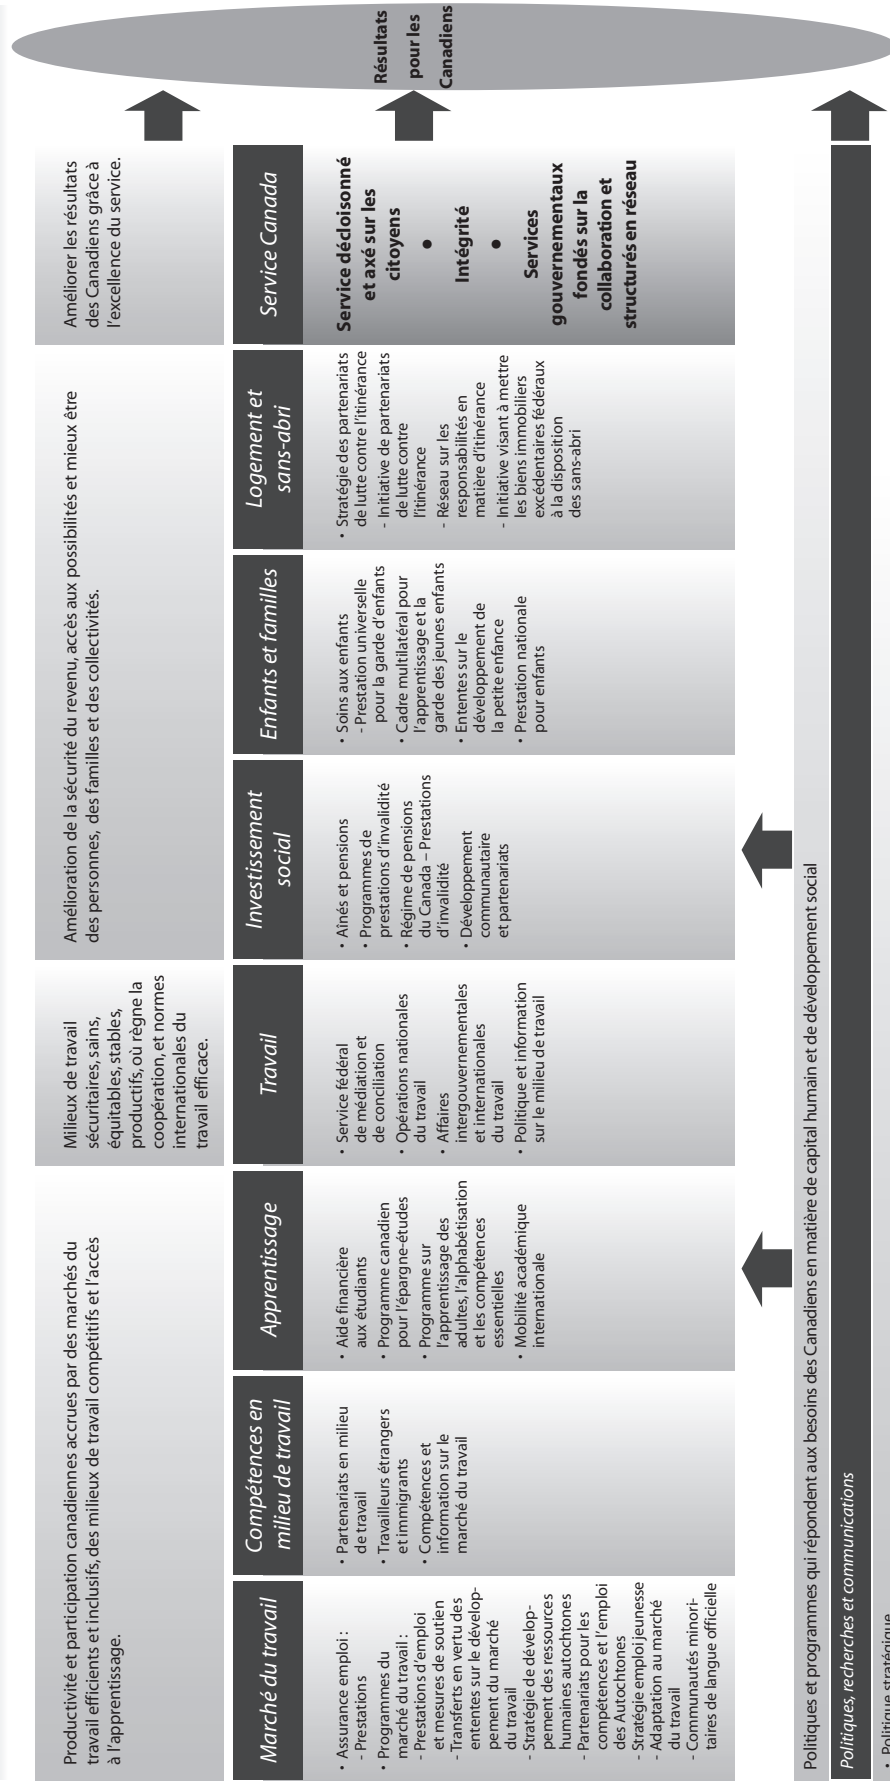 Productivité et participation canadiennes accrues par des marchés du
travail efficients et inclusifs, des milieux de travail compétitifs et l'accès
à l'apprentissage.
Milieux de travail
sécuritaires, sains,
équitables, stables,
productifs, où règne la
coopération, et normes
internationales du
travail efficace.
Amélioration de la sécurité du revenu, accès aux possibilités et mieux être
des personnes, des familles et des collectivités.
Améliorer les résultats
des Canadiens grâce à
l'excellence du service.
Marché du travail
• Assurance emploi :
- Prestations
• Programmes du
marché du travail :
- Prestations d'emploi
et mesures de soutien
- Transferts en vertu des
ententes sur le dévelop-
pement du marché
du travail
- Stratégie de dévelop-
pement des ressources
humaines autochtones
- Partenariats pour les
compétences et l'emploi
des Autochtones
- Stratégie emploi jeunesse
- Adaptation au marché
du travail
- Communautés minori-
taires de langue officielle
Compétences en
milieu de travail
• Partenariats en milieu
de travail
• Travailleurs étrangers
et immigrants
• Compétences et
information sur le
marché du travail
Apprentissage
• Aide financière
aux étudiants
• Programme canadien
pour l'épargne-études
• Programme sur
l'apprentissage des
adultes, l'alphabétisation
et les compétences
essentielles
• Mobilité académique
internationale
Travail
• Service fédéral
de médiation et
de conciliation
• Opérations nationales
du travail
• Affaires
intergouvernementales
et internationales
du travail
• Politique et information
sur le milieu de travail
Investissement
social
• Aînés et pensions
• Programmes de
prestations d'invalidité
• Régime de pensions
du Canada – Prestations
d'invalidité
• Développement
communautaire
et partenariats
Enfants et familles
• Soins aux enfants
- Prestation universelle
pour la garde d'enfants
• Cadre multilatéral pour
l'apprentissage et la
garde des jeunes enfants
• Ententes sur le
développement de
la petite enfance
• Prestation nationale
pour enfants
Logement et
sans-abri
• Stratégie des partenariats
de lutte contre l'itinérance
- Initiative de partenariats
de lutte contre
l'itinérance
- Réseau sur les
responsabilités en
matière d'itinérance
- Initiative visant à mettre
les biens immobiliers
excédentaires fédéraux
à la disposition
des sans-abri
Service Canada
Service décloisonné
et axé sur les
citoyens
•
Intégrité
•
Services
gouvernementaux
fondés sur la
collaboration et
structurés en réseau
Résultats
pour les
Canadiens
Politiques et programmes qui répondent aux besoins des Canadiens en matière de capital humain et de développement social
Politiques, recherches et communications
• Politique stratégique